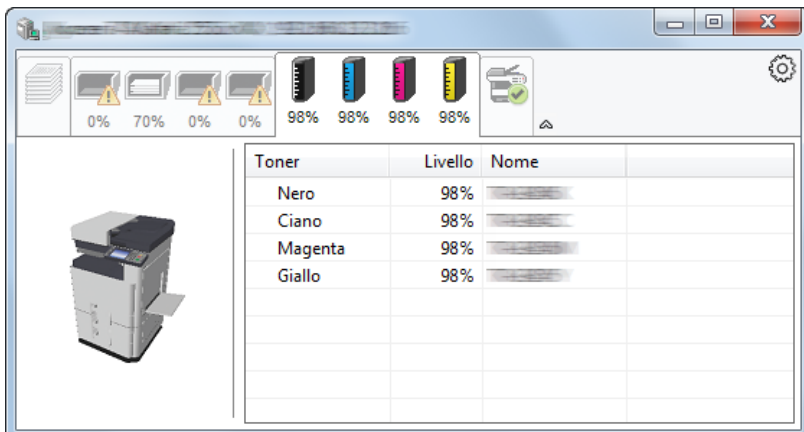 0% 70% 0% 0% 98% 98% 98% 98%
Toner Livello Nome
Nero 98%
Ciano 98%
Magenta 98%
Giallo 98%